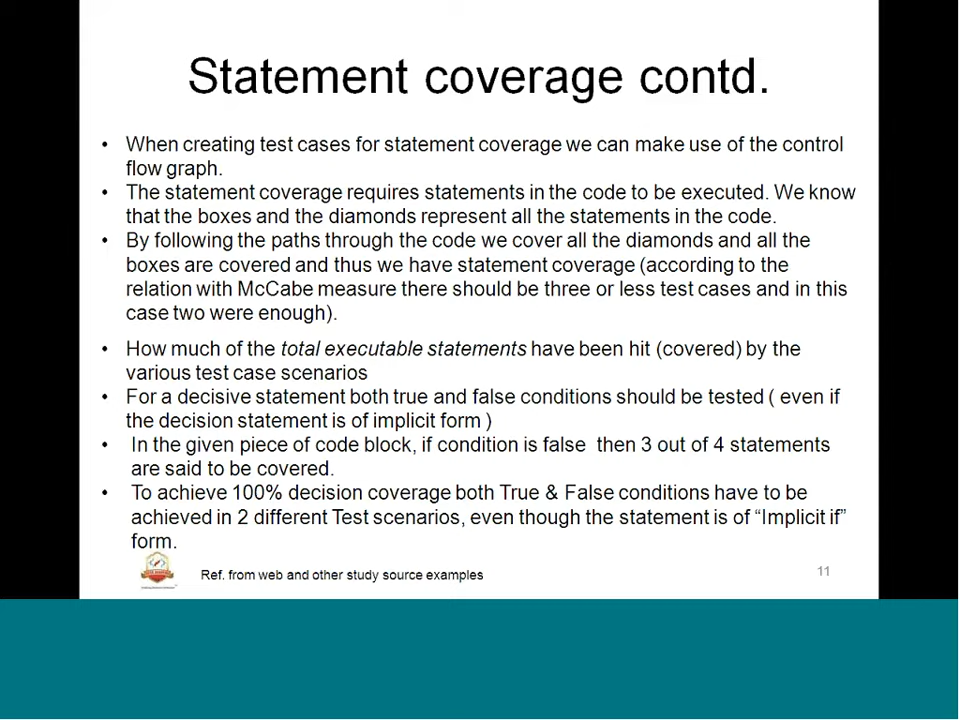 Statement coverage contd.
• When creating test cases for statement coverage we can make use of the control
flow graph.
• The statement coverage requires statements in the code to be executed. We know
that the boxes and the diamonds represent all the statements in the code.
• By following the paths through the code we cover all the diamonds and all the
boxes are covered and thus we have statement coverage (according to the
relation with McCabe measure there should be three or less test cases and in this
case two were enough).
• How much of the total executable statements have been hit (covered) by the
various test case scenarios
• For a decisive statement both true and false conditions should be tested ( even if
the decision statement is of implicit form )
• In the given piece of code block, if condition is false then 3 out of 4 statements
are said to be covered.
• To achieve 100% decision coverage both True & False conditions have to be
achieved in 2 different Test scenarios, even though the statement is of “Implicit if”
form.
Ref. from web and other study source examples
11